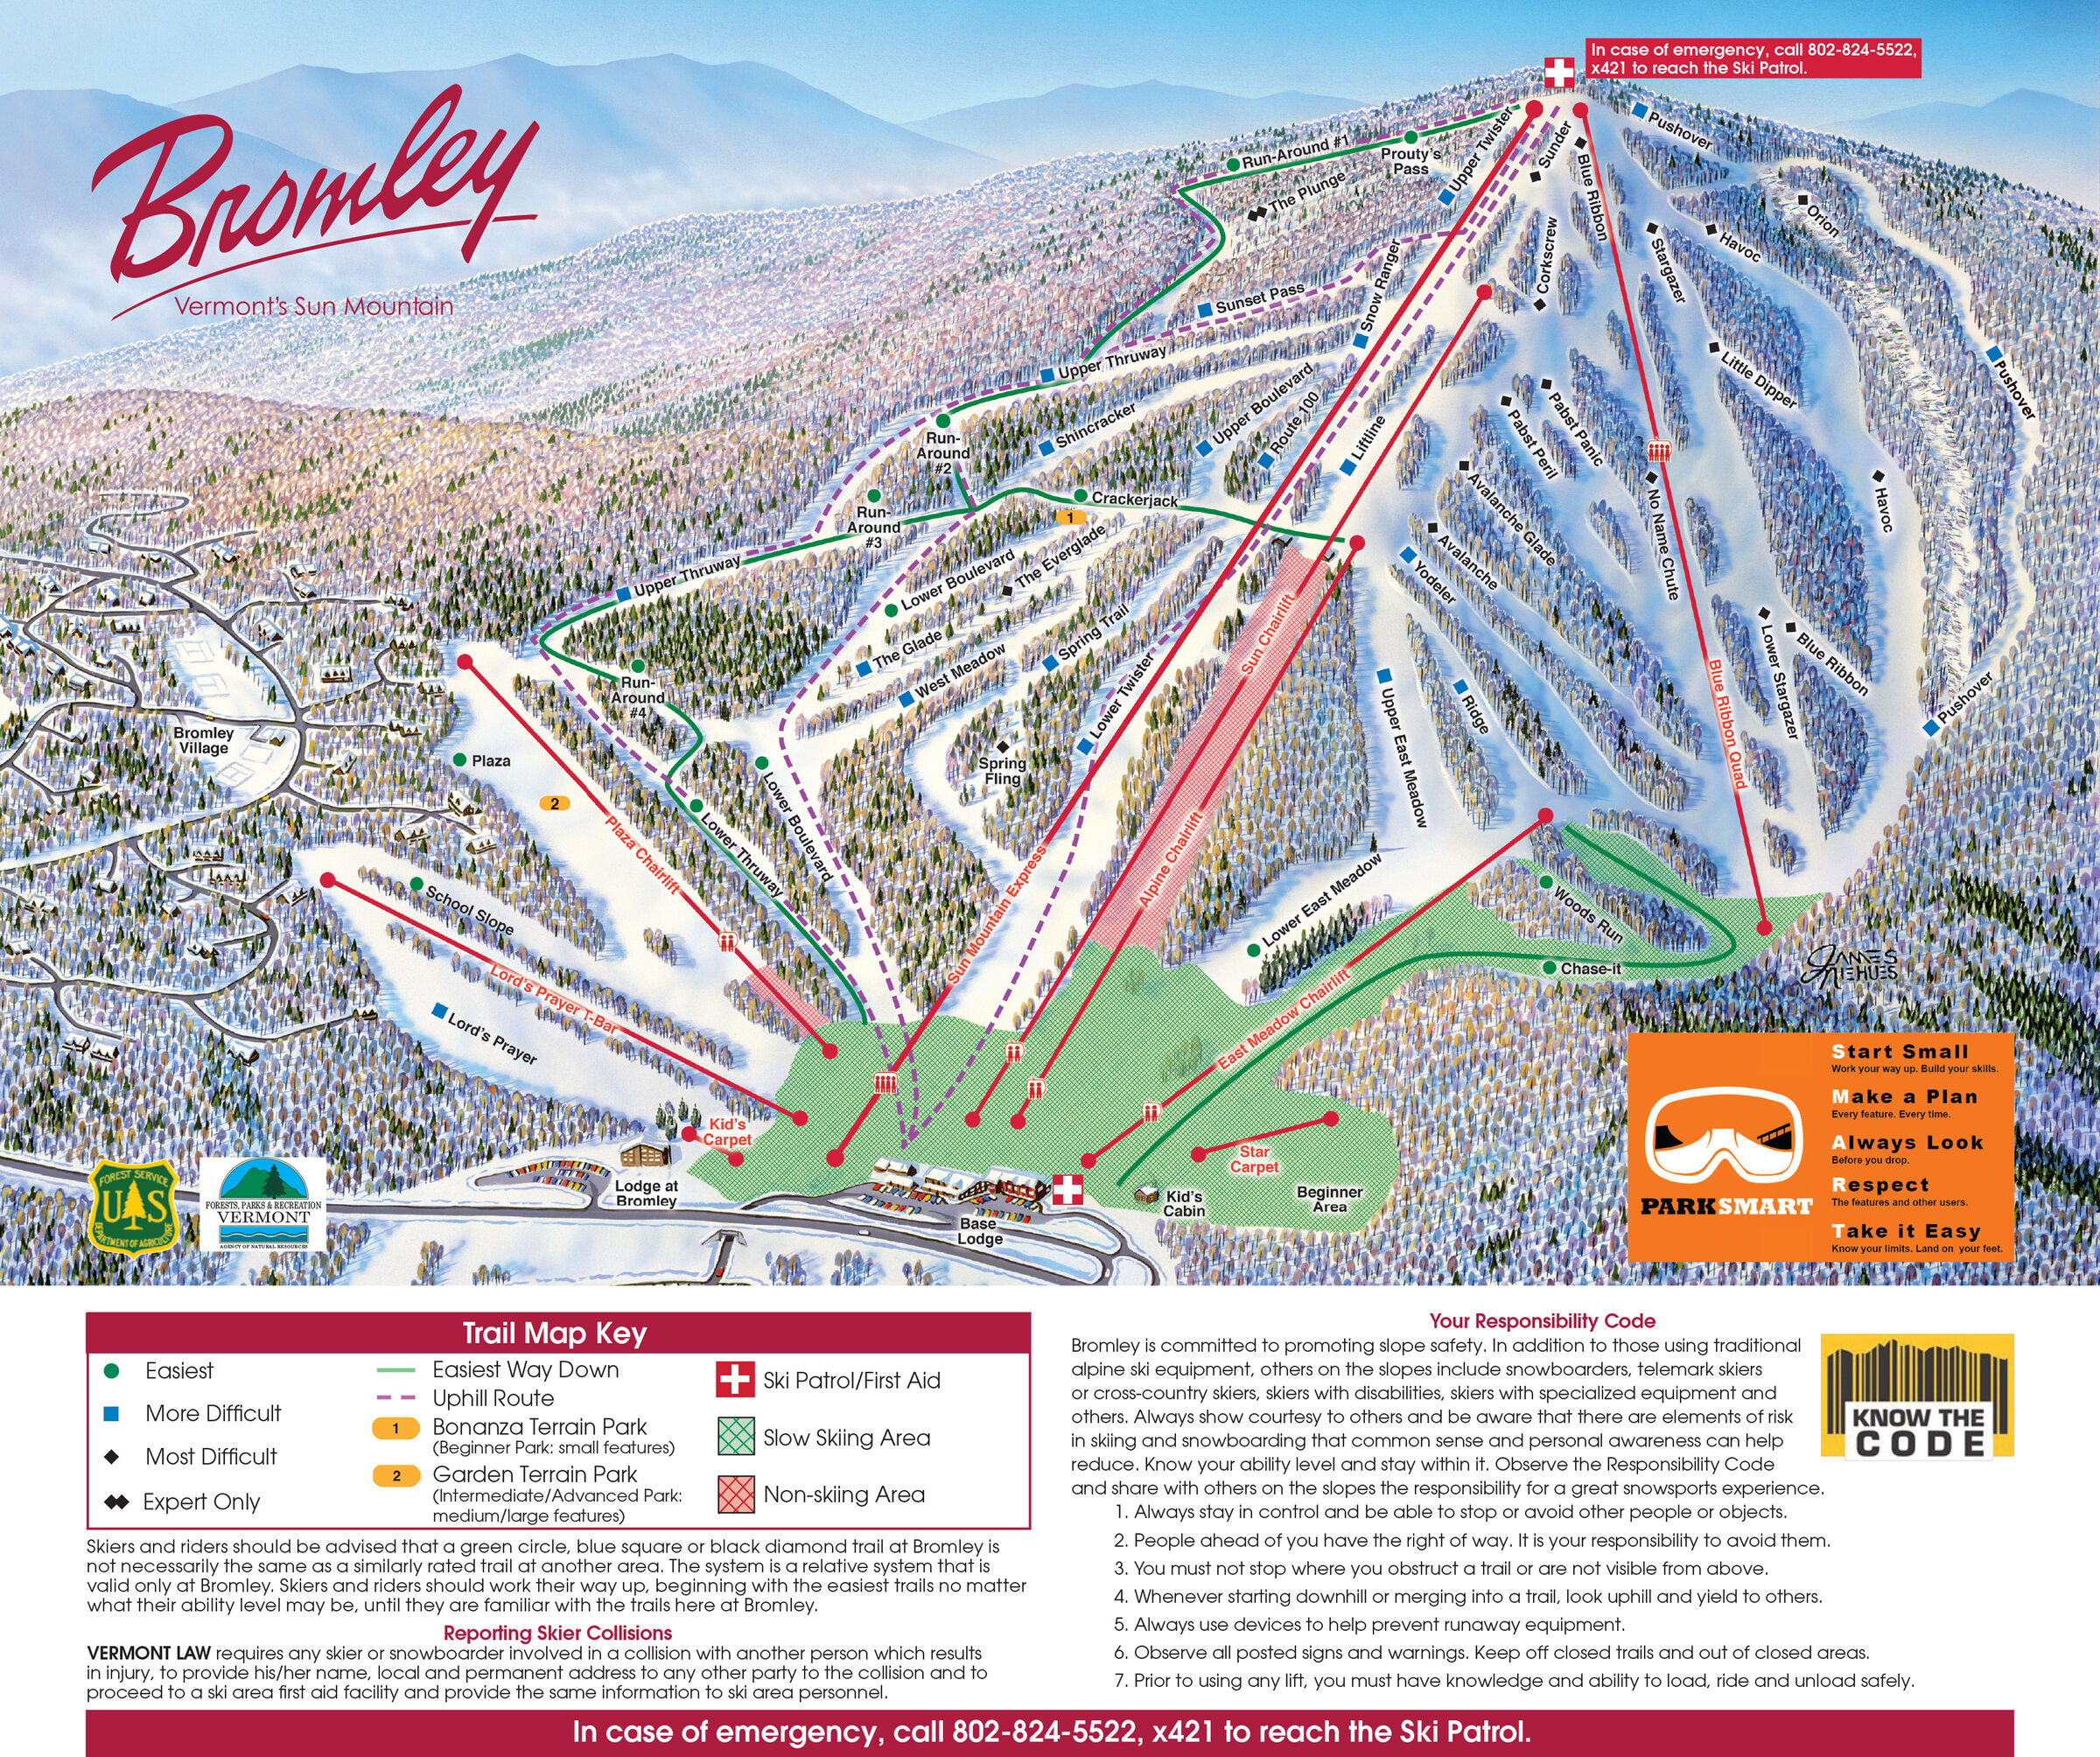 In case of emergency, call 802-824-5522,
x421 to reach the Ski Patrol.
Bromley
Vermont's Sun Mountain
Pushover
Upper Twister
Sunder
Blue Ribbon
Run-Around #1
Prouty's
Pass
The Plunge
Orion
Havoc
Stargazer
Corkscrew
Snow Ranger
Sunset Pass
Upper Thruway
Little Dipper
Pushover
Upper Boulevard
Route 100
Shincracker
Liftline
Pabst Panic
Pabst Peril
Run-
Around
#2
Crackerjack
1
Run-
Around
#3
Avalanche Glade
No Name Chute
Havoc
Lower Boulevard
The Everglade
Avalanche
Yodeler
Upper Thruway
Sun Chairlift
Spring Trail
The Glade
West Meadow
Lower Stargazer
Blue Ribbon
Run-
Around
#4
Lower Twister
Upper East Meadow
Ridge
Blue Ribbon Quad
Pushover
Bromley
Village
Plaza
2
Spring
Fling
Lower Boulevard
Lower Thruway
Plaza Chairlift
Sun Mountain Express
Alpine Chairlift
Lower East Meadow
Woods Run
Chase-it
School Slope
Lord's Prayer T-Bar
Lord's Prayer
East Meadow Chairlift
James
Niehues
Kid's
Carpet
Star
Carpet
Lodge at
Bromley
Base
Lodge
Kid's
Cabin
Beginner
Area
FOREST SERVICE
UAS
DEPARTMENT OF AGRICULTURE
FORESTS, PARKS & RECREATION
VERMONT
AGENCY OF NATURAL RESOURCES
PARKSMART
Start Small
Work your way up. Build your skills.
Make a Plan
Every feature. Every time.
Always Look
Before you drop.
Respect
The features and other users.
Take it Easy
Know your limits. Land on your feet.
Trail Map Key
Easiest
More Difficult
Most Difficult
Expert Only
Easiest Way Down
Uphill Route
1
Bonanza Terrain Park
(Beginner Park: small features)
2
Garden Terrain Park
(Intermediate/Advanced Park:
medium/large features)
Ski Patrol/First Aid
Slow Skiing Area
Non-skiing Area
Skiers and riders should be advised that a green circle, blue square or black diamond trail at Bromley is
not necessarily the same as a similarly rated trail at another area. The system is a relative system that is
valid only at Bromley. Skiers and riders should work their way up, beginning with the easiest trails no matter
what their ability level may be, until they are familiar with the trails here at Bromley.
Reporting Skier Collisions
VERMONT LAW requires any skier or snowboarder involved in a collision with another person which results
in injury, to provide his/her name, local and permanent address to any other party to the collision and to
proceed to a ski area first aid facility and provide the same information to ski area personnel.
Your Responsibility Code
Bromley is committed to promoting slope safety. In addition to those using traditional
alpine ski equipment, others on the slopes include snowboarders, telemark skiers
or cross-country skiers, skiers with disabilities, skiers with specialized equipment and
others. Always show courtesy to others and be aware that there are elements of risk
in skiing and snowboarding that common sense and personal awareness can help
reduce. Know your ability level and stay within it. Observe the Responsibility Code
and share with others on the slopes the responsibility for a great snowsports experience.
1. Always stay in control and be able to stop or avoid other people or objects.
2. People ahead of you have the right of way. It is your responsibility to avoid them.
3. You must not stop where you obstruct a trail or are not visible from above.
4. Whenever starting downhill or merging into a trail, look uphill and yield to others.
5. Always use devices to help prevent runaway equipment.
6. Observe all posted signs and warnings. Keep off closed trails and out of closed areas.
7. Prior to using any lift, you must have knowledge and ability to load, ride and unload safely.
KNOW THE
CODE
In case of emergency, call 802-824-5522, x421 to reach the Ski Patrol.